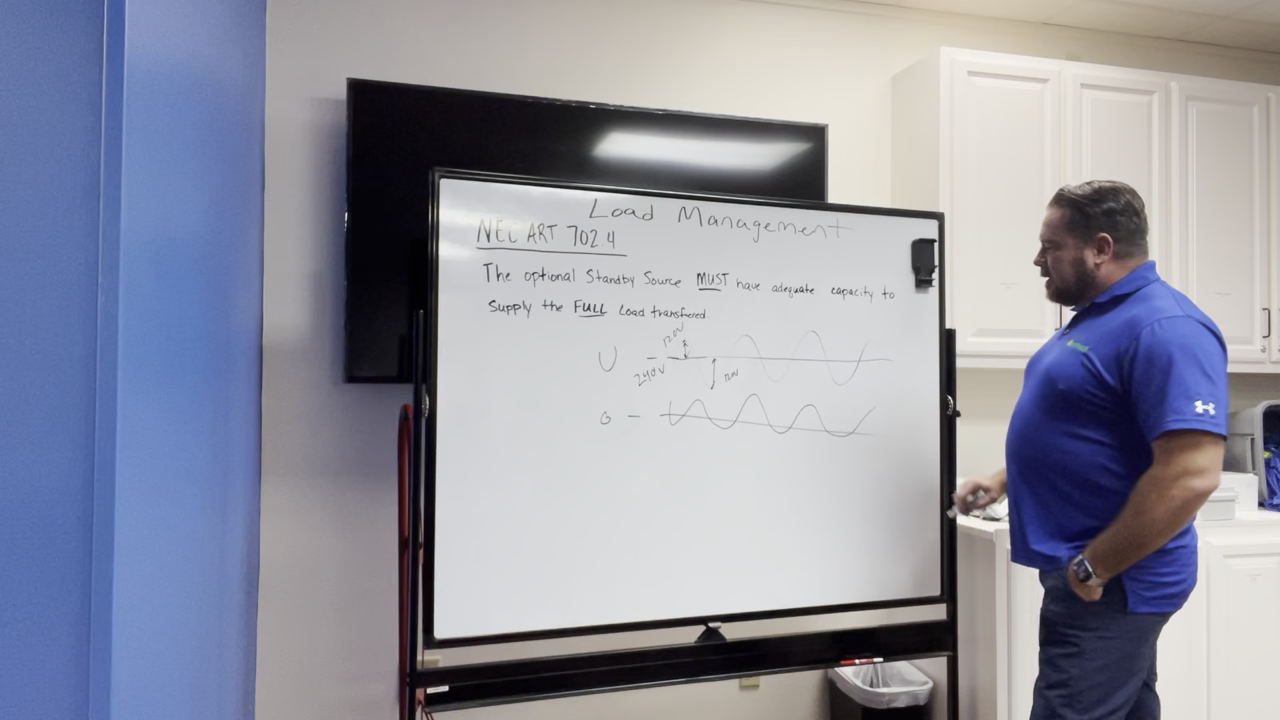 Load Management
NEC ART 702.4
The optional Standby Source MUST have adequate capacity to
Supply the FULL Load transfered.
120V
240V
120V